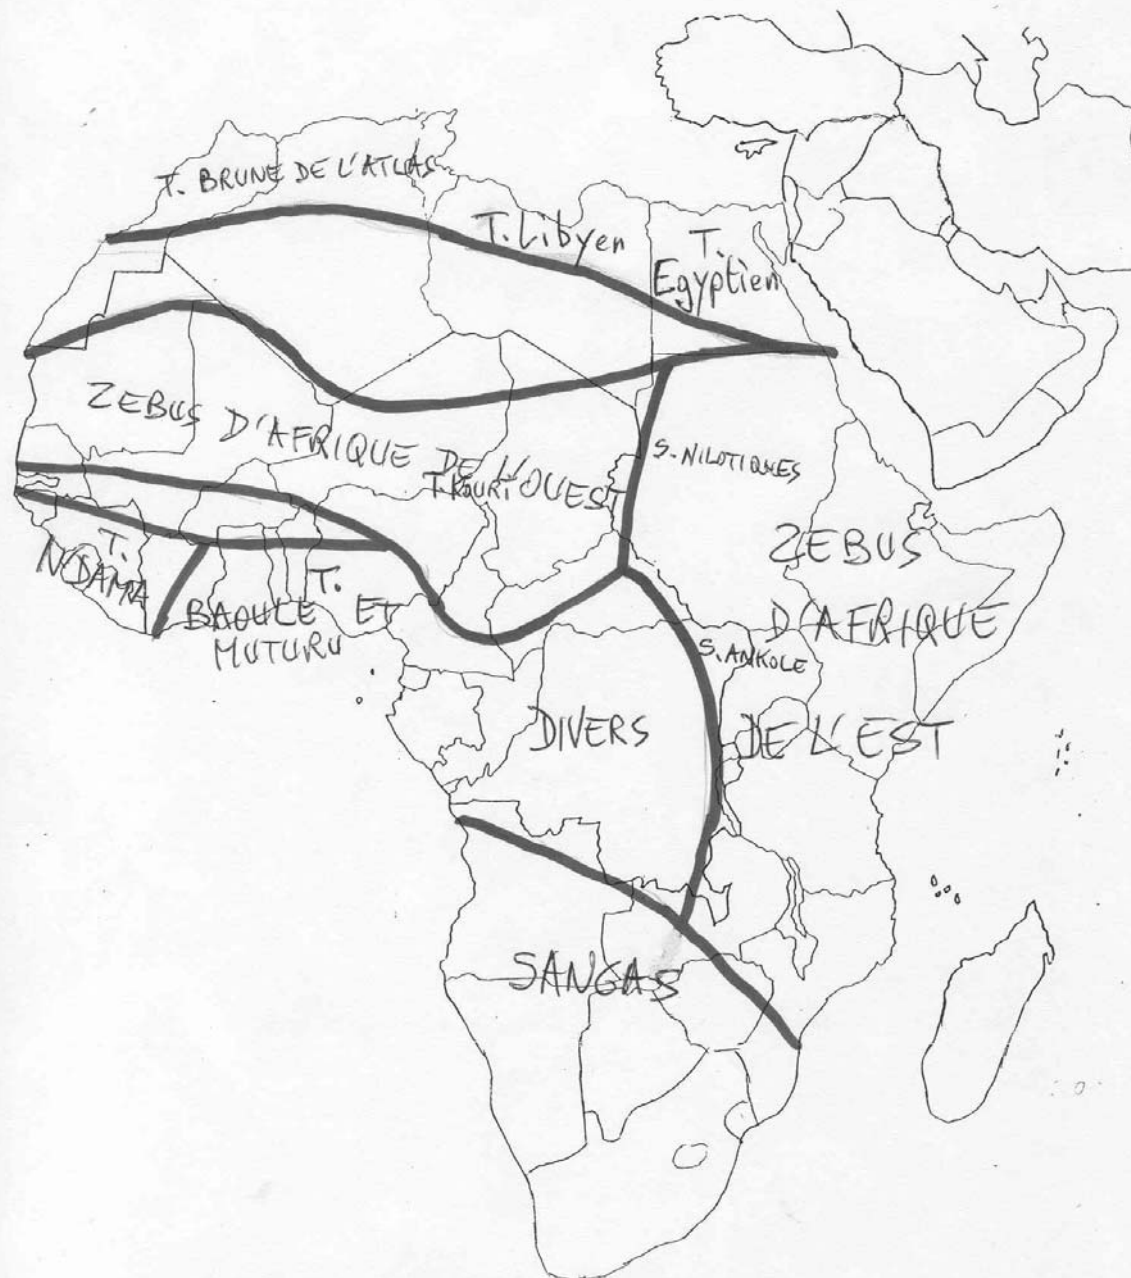 T. BRUNE DE L'ATLAS
T. Libyen
T.
Egyptien
ZEBUS D'AFRIQUE DE L'OUEST
T. KOURI
S. NILOTIQUES
T.
N'DAMA
T.
BAOULE ET
MUTURU
ZEBUS
D'AFRIQUE
DE L'EST
S. ANKOLE
DIVERS
SANGAS